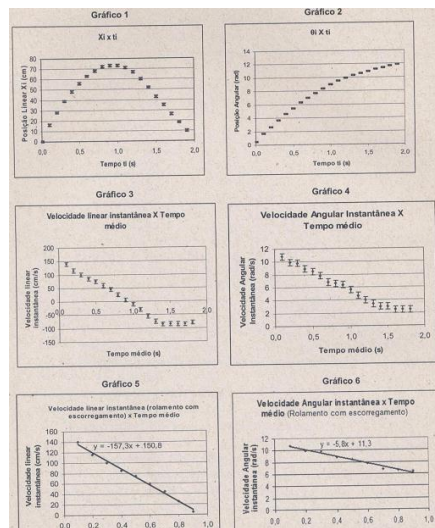 Gráfico 1
Xi x ti
Posição Linear Xi (cm)
80
70
60
50
40
30
20
10
0
0,0
0,5
1,0
1,5
2,0
Tempo ti (s)
Gráfico 2
θi X ti
Posição Angular (rad)
14
12
10
8
6
4
2
0
0,0
0,5
1,0
1,5
2,0
Tempo ti (s)
Gráfico 3
Velocidade linear instantânea X Tempo
médio
Velocidade linear
instantânea (cm/s)
200
150
100
50
0
-50
-100
-150
0,0
0,5
1,0
1,5
2,0
Tempo médio (s)
Gráfico 4
Velocidade Angular Instantânea X
Tempo médio
Velocidade Angular
Instantânea (rad/s)
12
10
8
6
4
2
0
0,0
0,5
1,0
1,5
2,0
Tempo médio (s)
Gráfico 5
Velocidade linear instantânea (rolamento com
escorregamento) x Tempo médio
Velocidade linear
instantânea (cm/s)
160
140
120
100
80
60
40
20
0
y = -157,3x + 150,8
0,0
0,2
0,4
0,6
0,8
1,0
Gráfico 6
Velocidade Angular instantânea x Tempo
médio (Rolamento com escorregamento)
Velocidade Angular
instantânea (rad/s)
12
10
8
6
4
2
0
y = -5,8x + 11,3
0,0
0,2
0,4
0,6
0,8
1,0